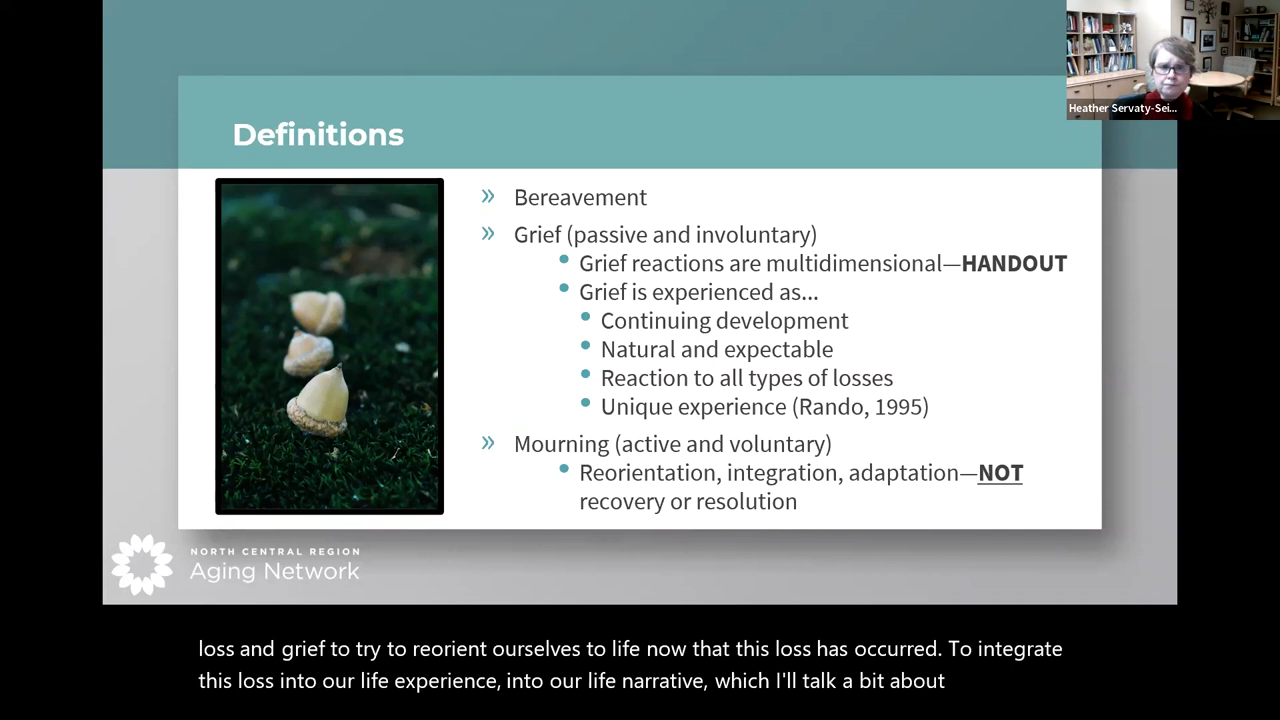 Heather Servaty-Sei...
Definitions
» Bereavement
» Grief (passive and involuntary)
• Grief reactions are multidimensional—HANDOUT
• Grief is experienced as...
• Continuing development
• Natural and expectable
• Reaction to all types of losses
• Unique experience (Rando, 1995)
» Mourning (active and voluntary)
• Reorientation, integration, adaptation—NOT
recovery or resolution
NORTH CENTRAL REGION
Aging Network
loss and grief to try to reorient ourselves to life now that this loss has occurred. To integrate
this loss into our life experience, into our life narrative, which I'll talk a bit about